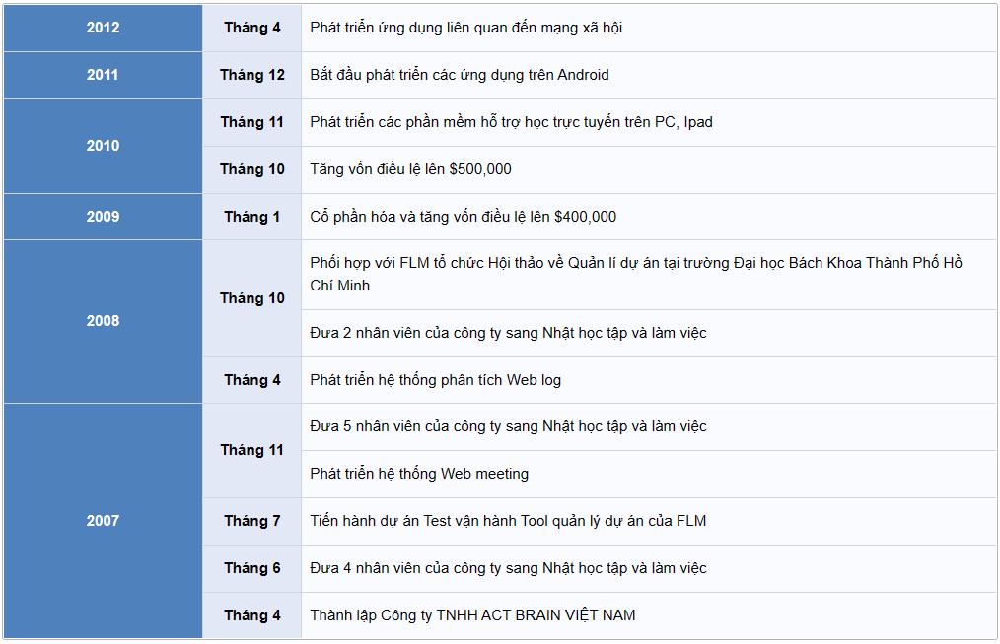 2012
Tháng 4
Phát triển ứng dụng liên quan đến mạng xã hội
2011
Tháng 12
Bắt đầu phát triển các ứng dụng trên Android
2010
Tháng 11
Phát triển các phần mềm hỗ trợ học trực tuyến trên PC, Ipad
Tháng 10
Tăng vốn điều lệ lên $500,000
2009
Tháng 1
Cổ phần hóa và tăng vốn điều lệ lên $400,000
2008
Tháng 10
Phối hợp với FLM tổ chức Hội thảo về Quản lí dự án tại trường Đại học Bách Khoa Thành Phố Hồ
Chí Minh
Đưa 2 nhân viên của công ty sang Nhật học tập và làm việc
Tháng 4
Phát triển hệ thống phân tích Web log
2007
Tháng 11
Đưa 5 nhân viên của công ty sang Nhật học tập và làm việc
Phát triển hệ thống Web meeting
Tháng 7
Tiến hành dự án Test vận hành Tool quản lý dự án của FLM
Tháng 6
Đưa 4 nhân viên của công ty sang Nhật học tập và làm việc
Tháng 4
Thành lập Công ty TNHH ACT BRAIN VIỆT NAM